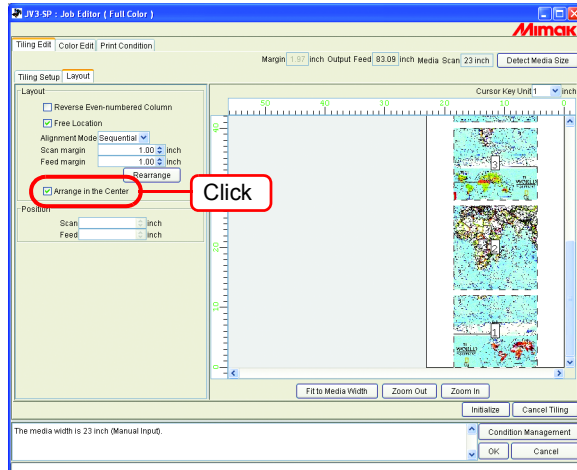 JV3-SP : Job Editor ( Full Color )
Mimaki
Tiling Edit Color Edit Print Condition
Margin 1.97 inch Output Feed 83.09 inch Media Scan 23 inch Detect Media Size
Tiling Setup Layout
Layout
Cursor Key Unit 1 inch
Reverse Even-numbered Column
50 40 30 20 10 0
Free Location
40
Alignment Mode Sequential
Scan margin 1.00 inch
Feed margin 1.00 inch
Rearrange
3
Arrange in the Center
Click
Position
Scan inch
Feed inch
20
2
10
1
WORLD
0
Fit to Media Width Zoom Out Zoom In
Initialize Cancel Tiling
The media width is 23 inch (Manual Input).
Condition Management
OK Cancel